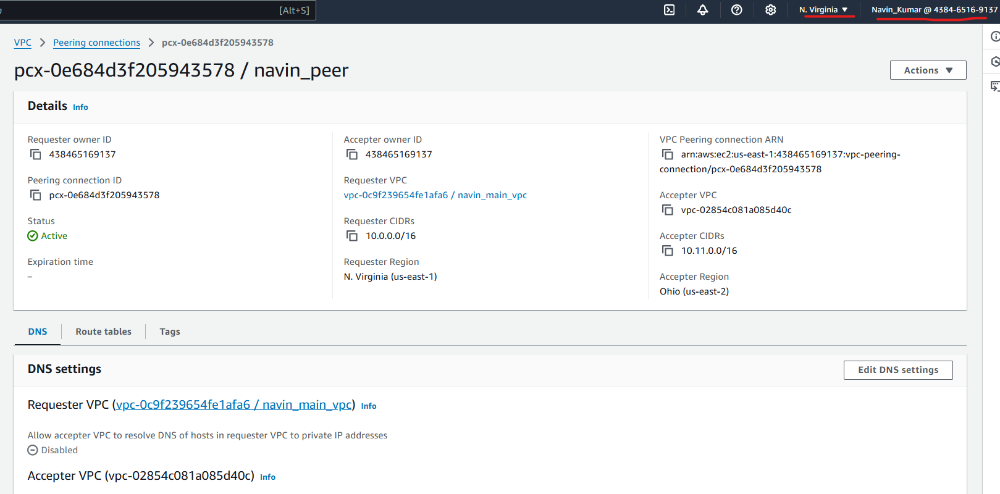 [Alt+S] N. Virginia ▼ Navin_Kumar @ 4384-6516-9137
VPC > Peering connections > pcx-0e684d3f205943578
pcx-0e684d3f205943578 / navin_peer
Actions ▼
Details Info
Requester owner ID
438465169137
Peering connection ID
pcx-0e684d3f205943578
Status
Active
Expiration time
–
Accepter owner ID
438465169137
Requester VPC
vpc-0c9f239654fe1afa6 / navin_main_vpc
Requester CIDRs
10.0.0.0/16
Requester Region
N. Virginia (us-east-1)
VPC Peering connection ARN
arn:aws:ec2:us-east-1:438465169137:vpc-peering-
connection/pcx-0e684d3f205943578
Accepter VPC
vpc-02854c081a085d40c
Accepter CIDRs
10.11.0.0/16
Accepter Region
Ohio (us-east-2)
DNS Route tables Tags
DNS settings
Edit DNS settings
Requester VPC (vpc-0c9f239654fe1afa6 / navin_main_vpc) Info
Allow accepter VPC to resolve DNS of hosts in requester VPC to private IP addresses
Disabled
Accepter VPC (vpc-02854c081a085d40c) Info